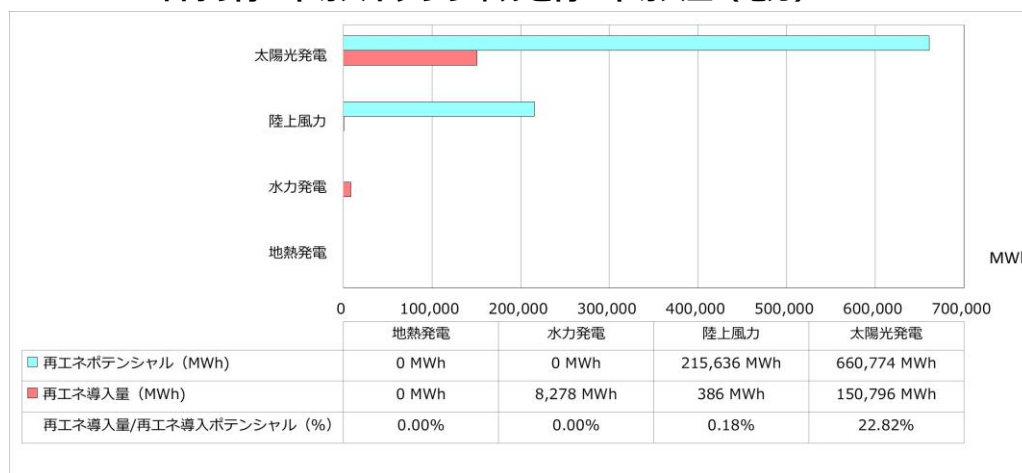 太陽光発電
陸上風力
水力発電
地熱発電
MWh
0 100,000 200,000 300,000 400,000 500,000 600,000 700,000
地熱発電 水力発電 陸上風力 太陽光発電
再エネポテンシャル（MWh） 0 MWh 0 MWh 215,636 MWh 660,774 MWh
再エネ導入量（MWh） 0 MWh 8,278 MWh 386 MWh 150,796 MWh
再エネ導入量/再エネ導入ポテンシャル（%） 0.00% 0.00% 0.18% 22.82%